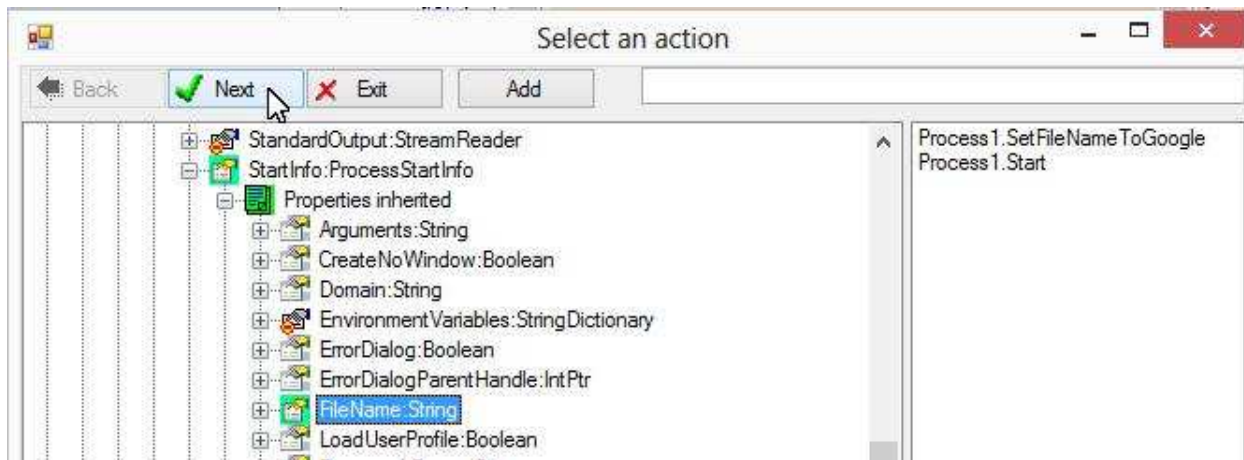 Select an action
Back Next Exit Add
StandardOutput:StreamReader
StartInfo:ProcessStartInfo
Properties inherited
Arguments:String
CreateNoWindow:Boolean
Domain:String
EnvironmentVariables:StringDictionary
ErrorDialog:Boolean
ErrorDialogParentHandle:IntPtr
FileName:String
LoadUserProfile:Boolean
Process1.SetFileNameToGoogle
Process1.Start